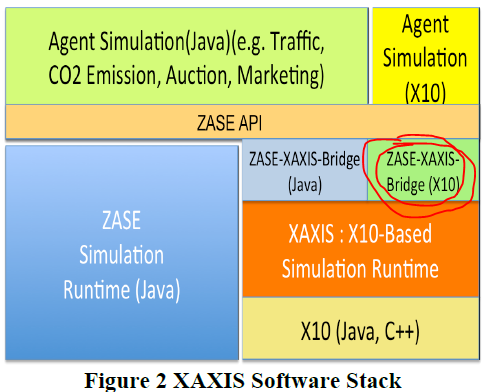 Agent Simulation(Java)(e.g. Traffic,
CO2 Emission, Auction, Marketing)
Agent
Simulation
(X10)
ZASE API
ZASE
Simulation
Runtime (Java)
ZASE-XAXIS-Bridge
(Java)
ZASE-XAXIS-
Bridge (X10)
XAXIS : X10-Based
Simulation Runtime
X10 (Java, C++)
Figure 2 XAXIS Software Stack